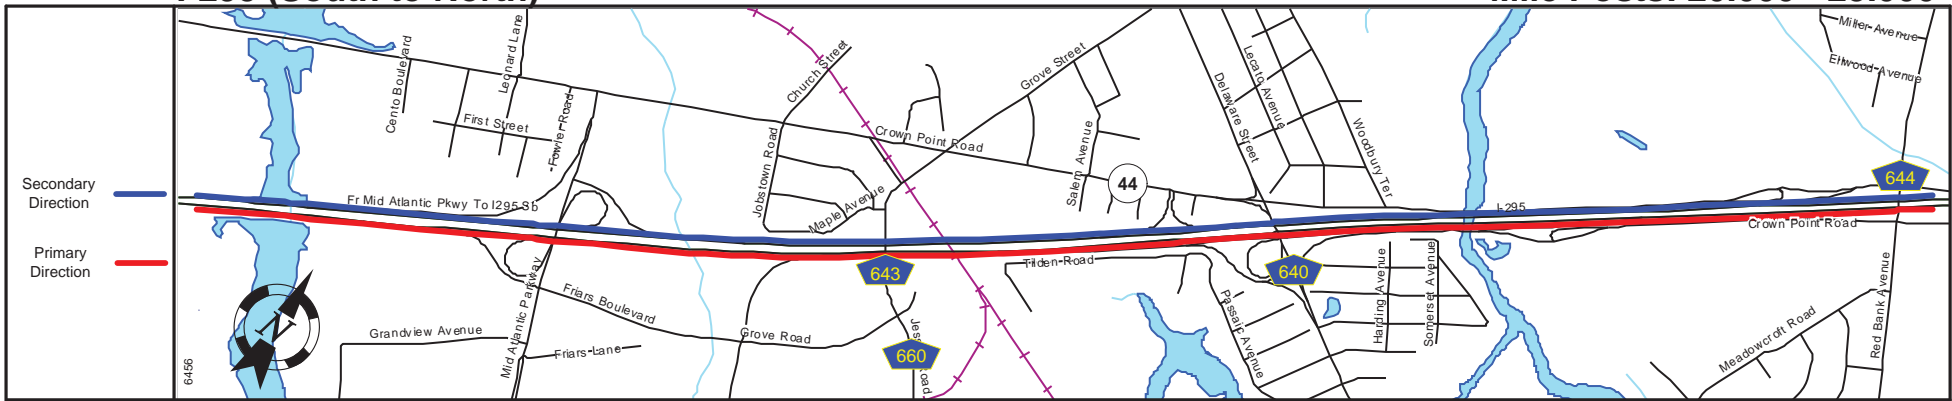 Secondary
Direction
Primary
Direction
Cento Boulevard
Leonard Lane
First Street
Fowler Road
Church Street
Jobstown Road
Maple Avenue
Crown Point Road
Grove Street
Salem Avenue
44
Delaware Street
Lecato Avenue
Woodbury Ter
Miller Avenue
Ellwood Avenue
644
Fr Mid Atlantic Pkwy To I295 Sb
I-295
Crown Point Road
643
Tilden Road
640
Mid Atlantic Parkway
Friars Boulevard
Grandview Avenue
Friars Lane
Grove Road
660
Passaic Avenue
Harding Avenue
Somerset Avenue
Meadowcroft Road
Red Bank Avenue
N
6456